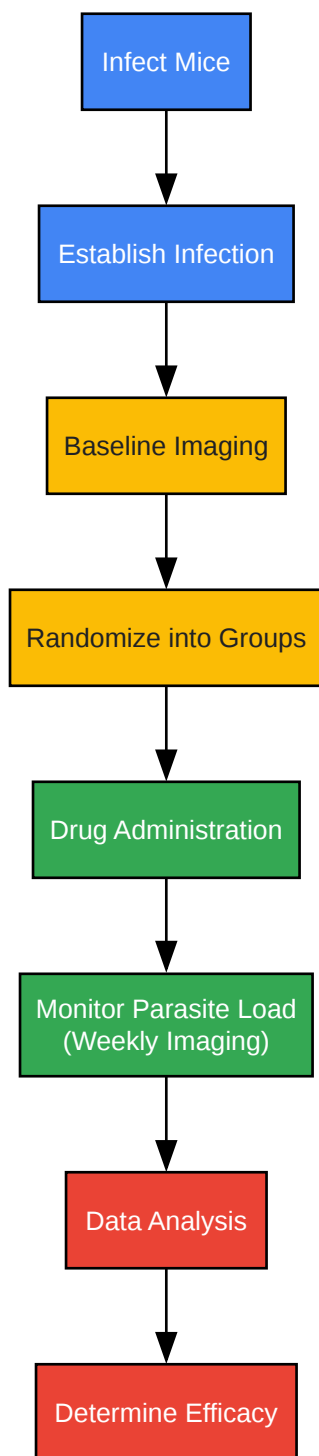 Infect Mice
Establish Infection
Baseline Imaging
Randomize into Groups
Drug Administration
Monitor Parasite Load
(Weekly Imaging)
Data Analysis
Determine Efficacy